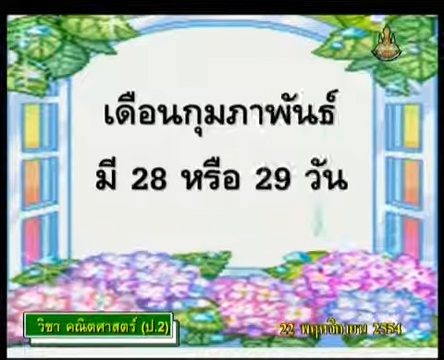 เดือนกุมภาพันธ์
มี 28 หรือ 29 วัน
วิชา คณิตศาสตร์ (ป.2)
22 พฤศจิกายน 2554